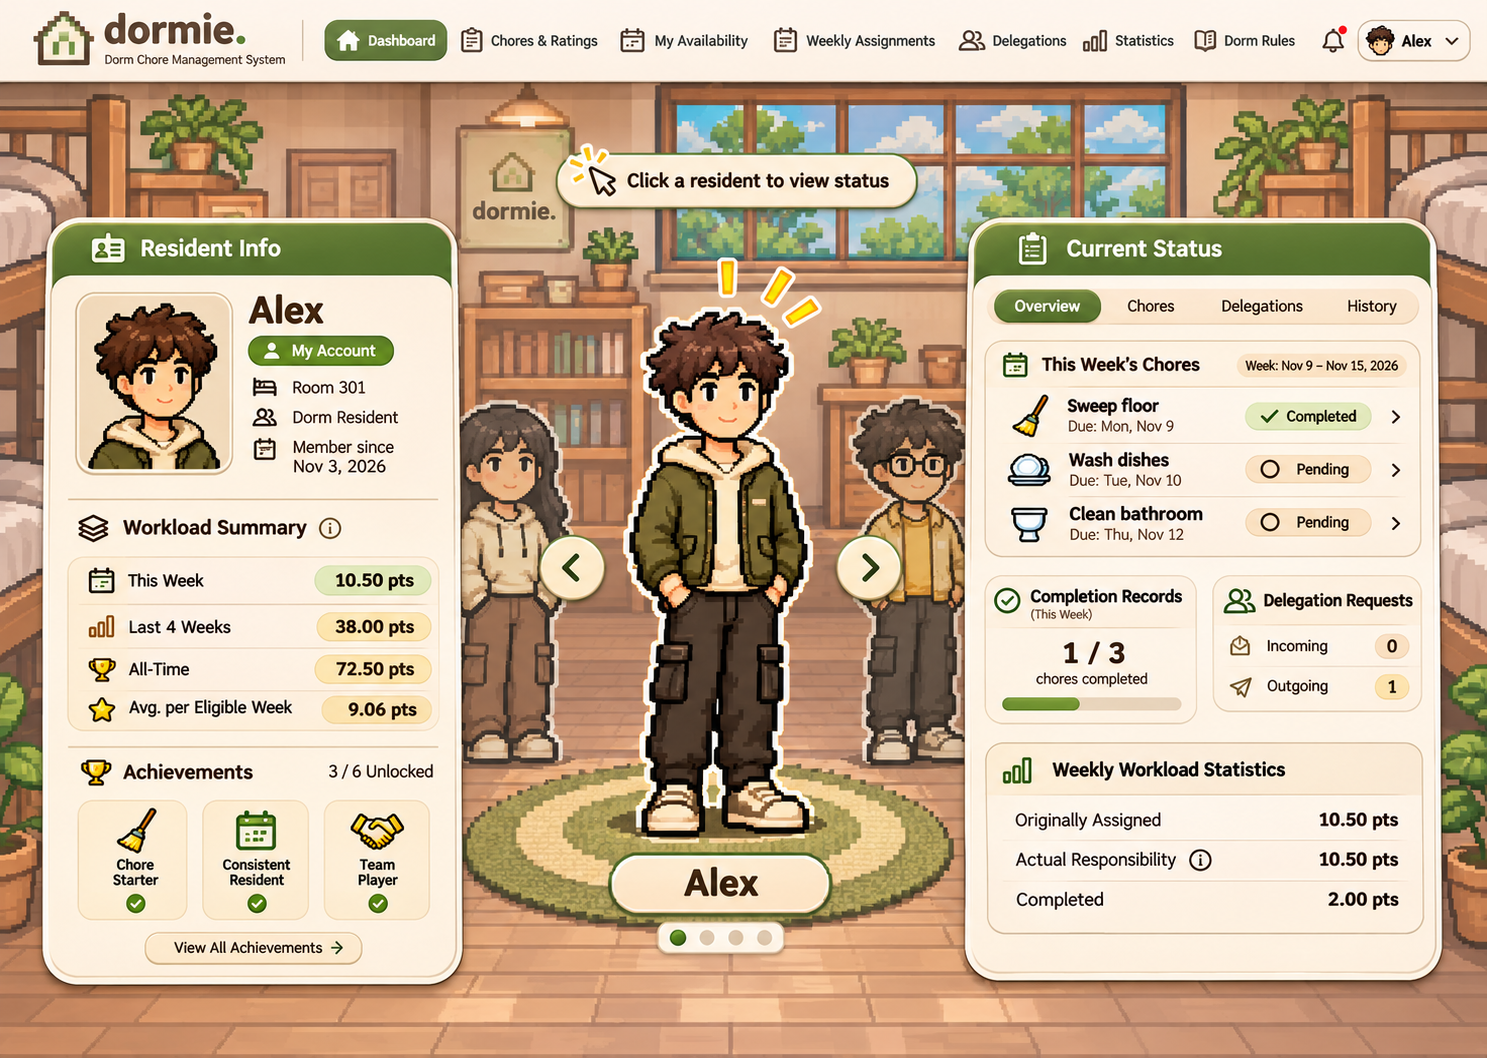 dormie.
Dorm Chore Management System
Dashboard
Chores & Ratings
My Availability
Weekly Assignments
Delegations
Statistics
Dorm Rules
Alex
dormie.
Click a resident to view status
Resident Info
Alex
My Account
Room 301
Dorm Resident
Member since
Nov 3, 2026
Workload Summary
This Week 10.50 pts
Last 4 Weeks 38.00 pts
All-Time 72.50 pts
Avg. per Eligible Week 9.06 pts
Achievements 3 / 6 Unlocked
Chore
Starter
Consistent
Resident
Team
Player
View All Achievements →
Alex
Current Status
Overview
Chores
Delegations
History
This Week's Chores
Week: Nov 9 – Nov 15, 2026
Sweep floor
Due: Mon, Nov 9
Completed
Wash dishes
Due: Tue, Nov 10
Pending
Clean bathroom
Due: Thu, Nov 12
Pending
Completion Records
(This Week)
1 / 3
chores completed
Delegation Requests
Incoming 0
Outgoing 1
Weekly Workload Statistics
Originally Assigned 10.50 pts
Actual Responsibility 10.50 pts
Completed 2.00 pts